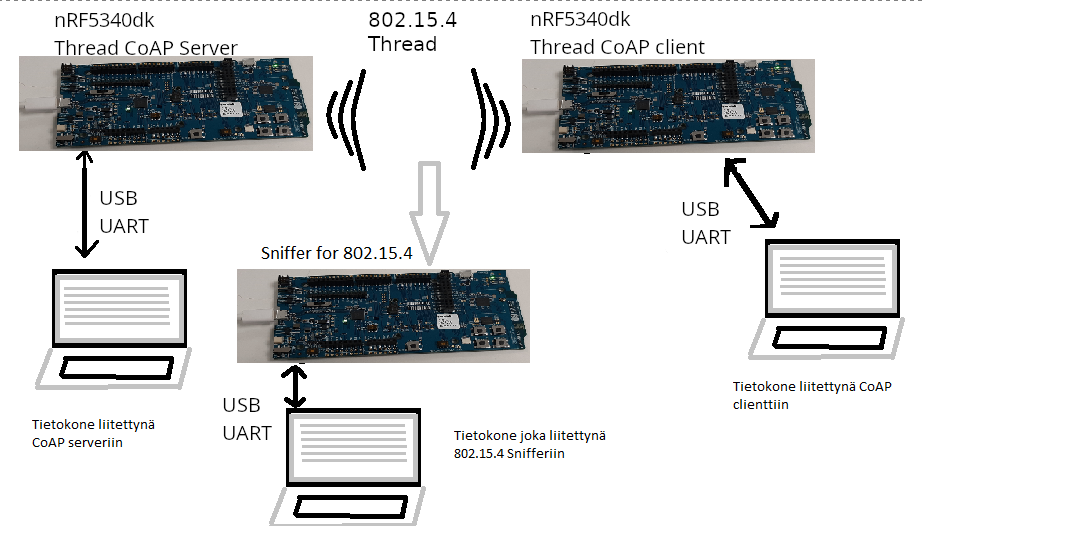 nRF5340dk
Thread CoAP Server
802.15.4
Thread
nRF5340dk
Thread CoAP client
USB
UART
USB
UART
Sniffer for 802.15.4
USB
UART
Tietokone liitettynä
CoAP serveriin
Tietokone joka liitettynä
802.15.4 Snifferiin
Tietokone liitettynä CoAP
clienttiin